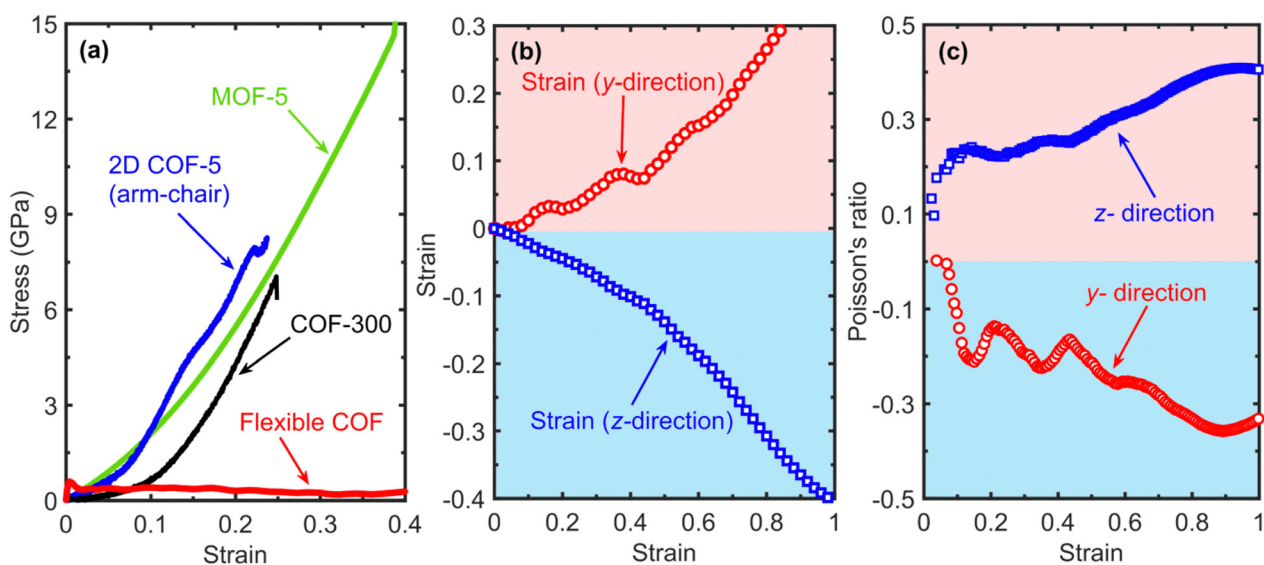 (a)
Stress (GPa)
15
12
9
6
3
0
MOF-5
2D COF-5
(arm-chair)
COF-300
Flexible COF
0
0.1
0.2
0.3
0.4
Strain
(b)
Strain
0.3
0.2
0.1
0
-0.1
-0.2
-0.3
-0.4
Strain (y-direction)
Strain (z-direction)
0
0.2
0.4
0.6
0.8
1
Strain
(c)
Poisson's ratio
0.5
0.3
0.1
-0.1
-0.3
-0.5
z- direction
y- direction
0
0.2
0.4
0.6
0.8
1
Strain